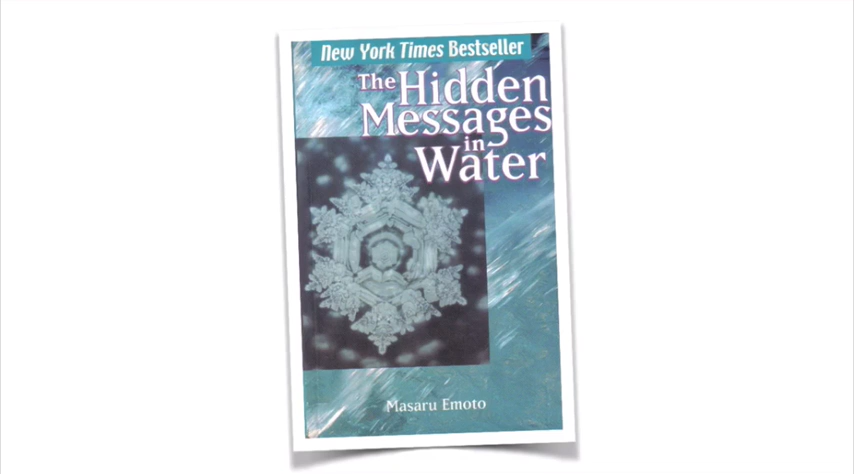 New York Times Bestseller
The Hidden
Messages
in
Water
Masaru Emoto